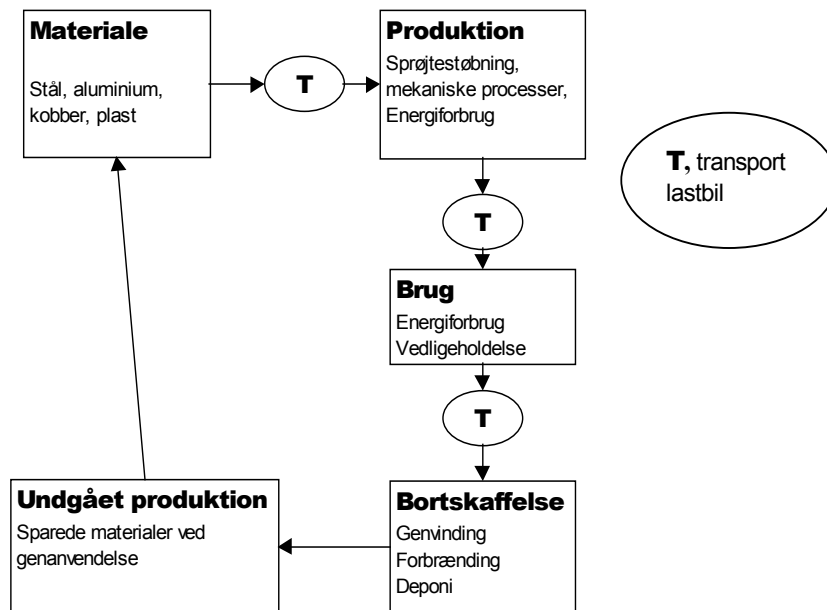 Materiale
Stål, aluminium,
kobber, plast
T
Produktion
Sprøjtestøbning,
mekaniske processer,
Energiforbrug
T, transport
lastbil
T
Brug
Energiforbrug
Vedligeholdelse
T
Bortskaffelse
Genvinding
Forbrænding
Deponi
Undgået produktion
Sparede materialer ved
genanvendelse